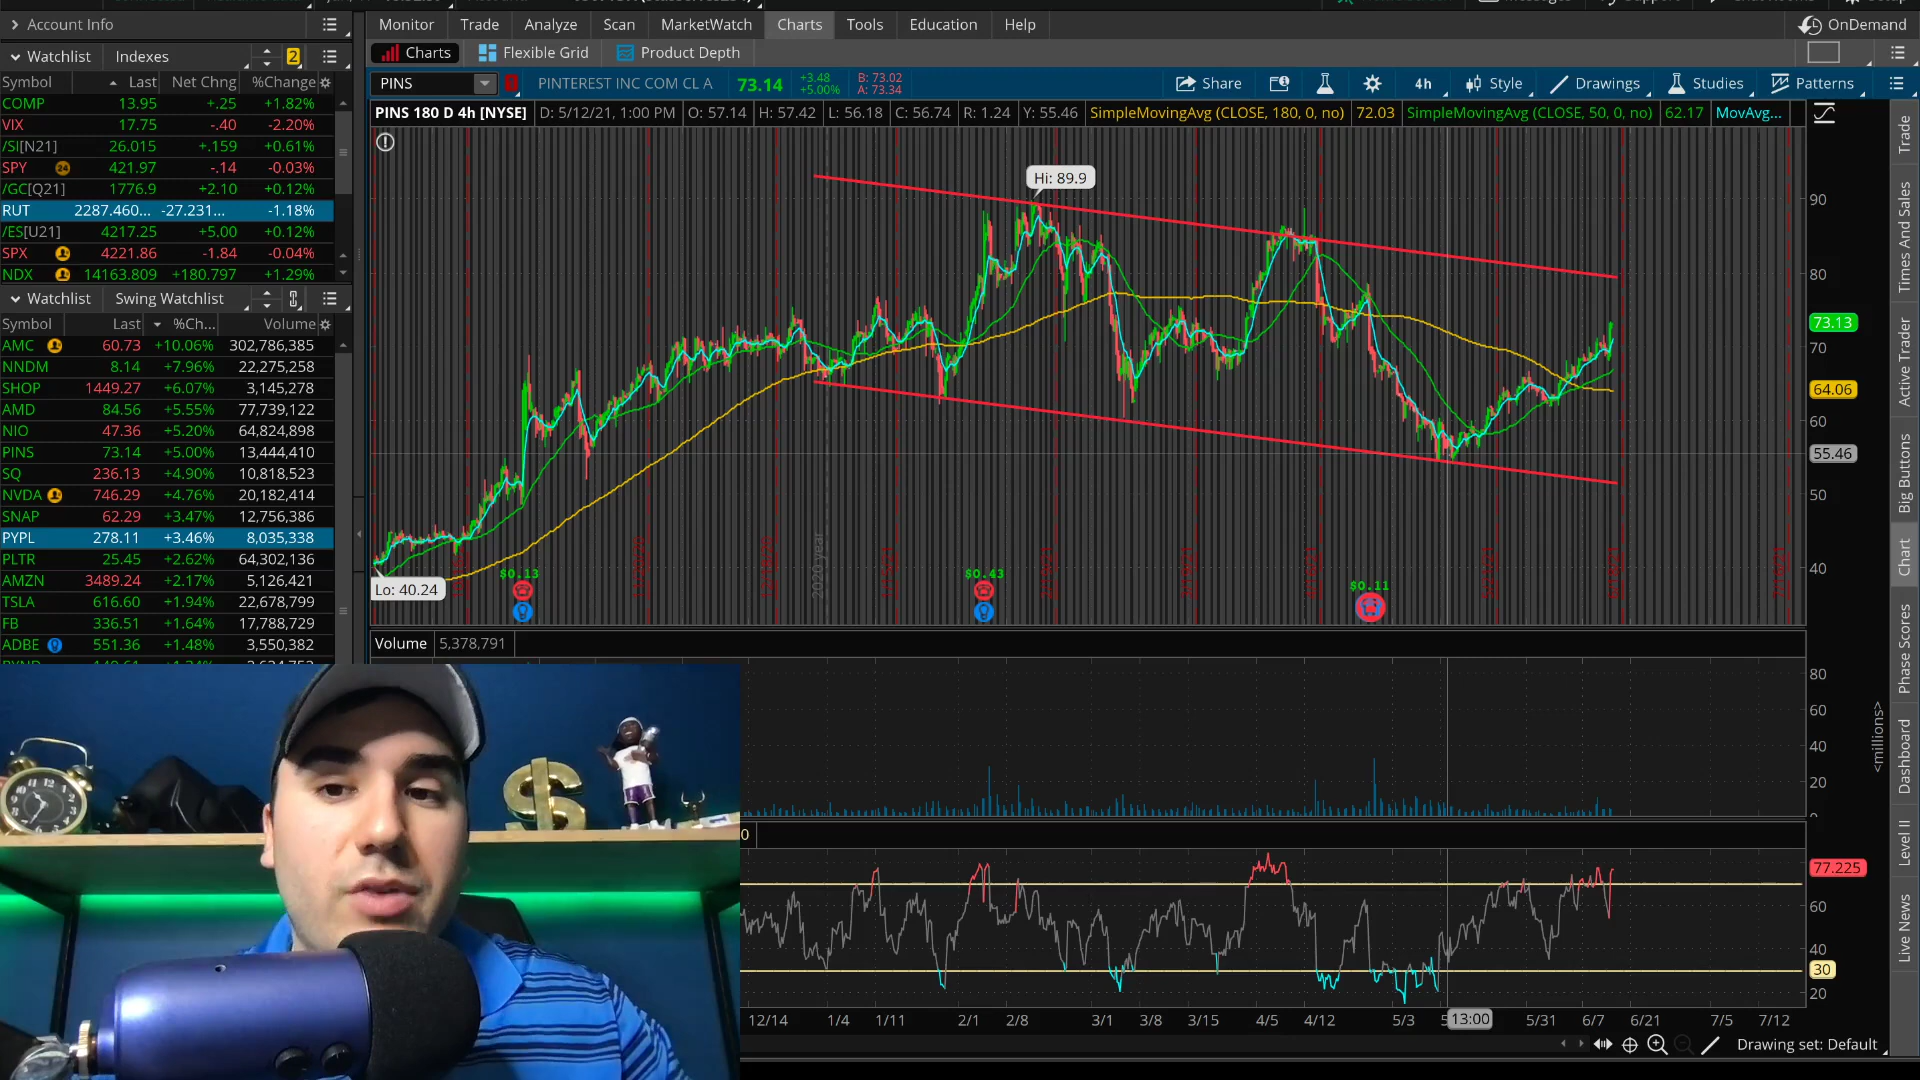 Account Info
Monitor Trade Analyze Scan MarketWatch Charts Tools Education Help
OnDemand
Watchlist Indexes 2
Charts Flexible Grid Product Depth
Symbol Last Net Chng %Change
COMP 13.95 +.25 +1.82%
VIX 17.75 -.40 -2.20%
/SI[N21] 26.015 +.159 +0.61%
SPY 24 421.97 -.14 -0.03%
/GC[Q21] 1776.9 +2.10 +0.12%
RUT 2287.460... -27.231... -1.18%
/ES[U21] 4217.25 +5.00 +0.12%
SPX 4221.86 -1.84 -0.04%
NDX 14163.809 +180.797 +1.29%
Watchlist Swing Watchlist
Symbol Last %Ch... Volume
AMC 60.73 +10.06% 302,786,385
NNDM 8.14 +7.96% 22,275,258
SHOP 1449.27 +6.07% 3,145,278
AMD 84.56 +5.55% 77,739,122
NIO 47.36 +5.20% 64,824,898
PINS 73.14 +5.00% 13,444,410
SQ 236.13 +4.90% 10,818,523
NVDA 746.29 +4.76% 20,182,414
SNAP 62.29 +3.47% 12,756,386
PYPL 278.11 +3.46% 8,035,338
PLTR 25.45 +2.62% 64,302,136
AMZN 3489.24 +2.17% 5,126,421
TSLA 616.60 +1.94% 22,678,799
FB 336.51 +1.64% 17,788,729
ADBE 551.36 +1.48% 3,550,382
PINS PINTEREST INC COM CL A 73.14 +3.48 B: 73.02
+5.00% A: 73.34
Share 4h Style Drawings Studies Patterns
PINS 180 D 4h [NYSE] D: 5/12/21, 1:00 PM O: 57.14 H: 57.42 L: 56.18 C: 56.74 R: 1.24 Y: 55.46 SimpleMovingAvg (CLOSE, 180, 0, no) 72.03 SimpleMovingAvg (CLOSE, 50, 0, no) 62.17 MovAvg...
Hi: 89.9
90
80
73.13
70
64.06
60
55.46
50
40
Lo: 40.24
$0.13
$0.43
$0.11
2020 year
Volume 5,378,791
80
60
40
20
<millions>
0
77.225
60
40
30
20
12/14 1/4 1/11 2/1 2/8 3/1 3/8 3/15 4/5 4/12 5/3 13:00 5/31 6/7 6/21 7/5 7/12
Drawing set: Default
Trade
Times And Sales
Active Trader
Big Buttons
Chart
Phase Scores
Dashboard
Level II
Live News